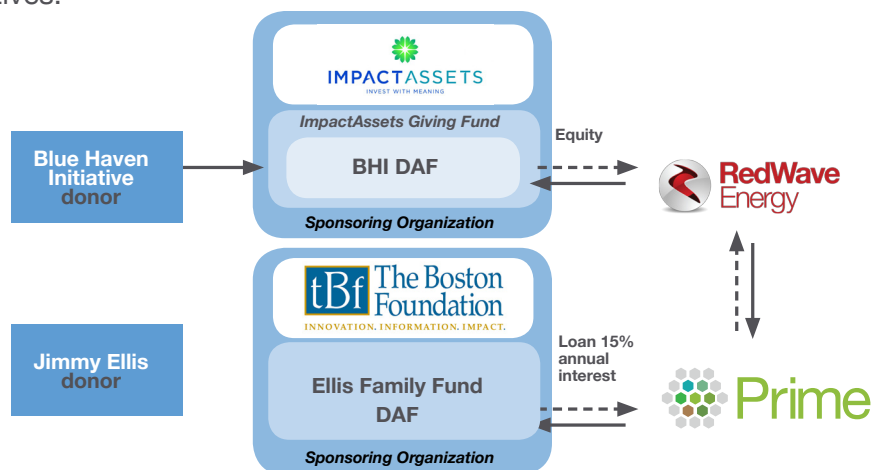 ives.
IMPACTASSETS
INVEST WITH MEANING
ImpactAssets Giving Fund
BHI DAF
Sponsoring Organization
Blue Haven
Initiative
donor
Equity
RedWave
Energy
tBf
The Boston
Foundation
INNOVATION. INFORMATION. IMPACT.
Ellis Family Fund
DAF
Sponsoring Organization
Jimmy Ellis
donor
Loan 15%
annual
interest
Prime